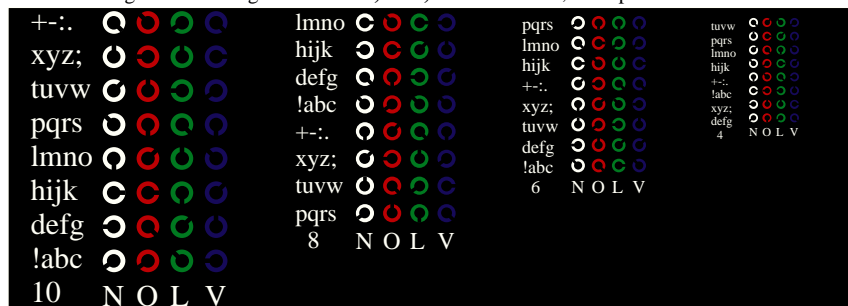 +-:.
xyz;
tuvw
pqrs
lmno
hijk
defg
!abc
10 N O L V
lmno
hijk
defg
!abc
+-:.
xyz;
tuvw
pqrs
8 N O L V
pqrs
lmno
hijk
+-:.
xyz;
tuvw
defg
!abc
6 N O L V
tuvw
pqrs
lmno
hijk
+-:.
!abc
xyz;
defg
4 N O L V